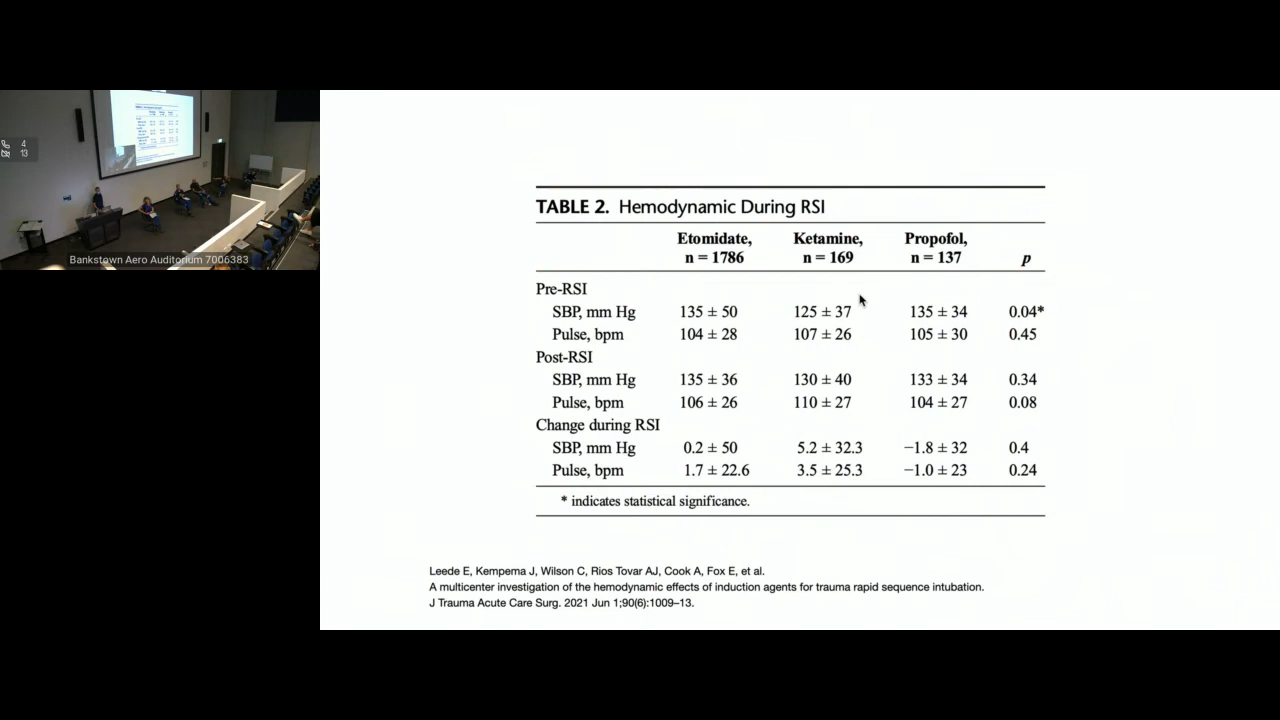 4
13
Bankstown Aero Auditorium 7006383
TABLE 2. Hemodynamic During RSI
Etomidate, n = 1786 Ketamine, n = 169 Propofol, n = 137 p
Pre-RSI
SBP, mm Hg 135 ± 50 125 ± 37 135 ± 34 0.04*
Pulse, bpm 104 ± 28 107 ± 26 105 ± 30 0.45
Post-RSI
SBP, mm Hg 135 ± 36 130 ± 40 133 ± 34 0.34
Pulse, bpm 106 ± 26 110 ± 27 104 ± 27 0.08
Change during RSI
SBP, mm Hg 0.2 ± 50 5.2 ± 32.3 −1.8 ± 32 0.4
Pulse, bpm 1.7 ± 22.6 3.5 ± 25.3 −1.0 ± 23 0.24
* indicates statistical significance.
Leede E, Kempema J, Wilson C, Rios Tovar AJ, Cook A, Fox E, et al.
A multicenter investigation of the hemodynamic effects of induction agents for trauma rapid sequence intubation.
J Trauma Acute Care Surg. 2021 Jun 1;90(6):1009–13.